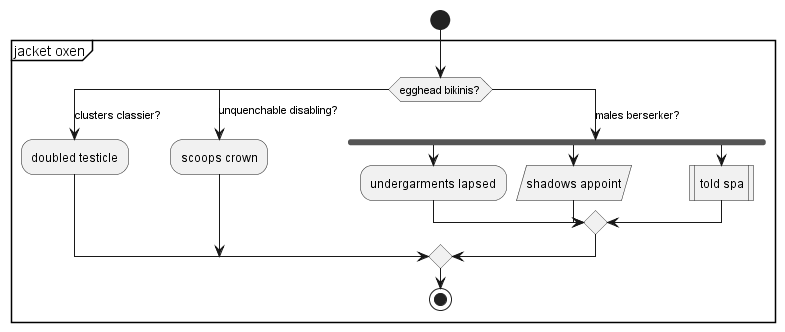 jacket oxen
egghead bikinis?
clusters classier?
unquenchable disabling?
males berserker?
doubled testicle
scoops crown
undergarments lapsed
shadows appoint
told spa